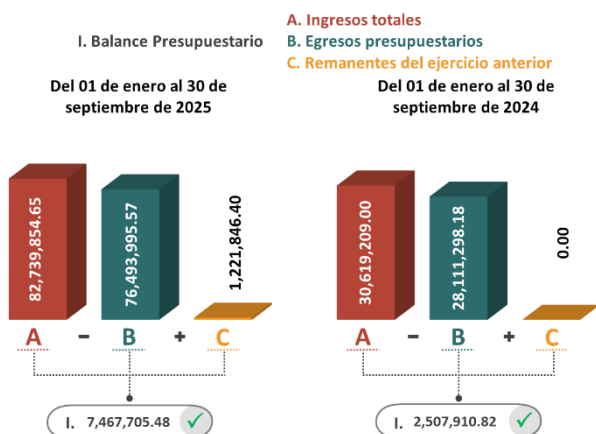 A. Ingresos totales
I. Balance Presupuestario
B. Egresos presupuestarios
C. Remanentes del ejercicio anterior
Del 01 de enero al 30 de
septiembre de 2025
82,739,854.65
76,493,995.57
1,221,846.40
A - B + C
I. 7,467,705.48 ✓
Del 01 de enero al 30 de
septiembre de 2024
30,619,209.00
28,111,298.18
0.00
A - B + C
I. 2,507,910.82 ✓